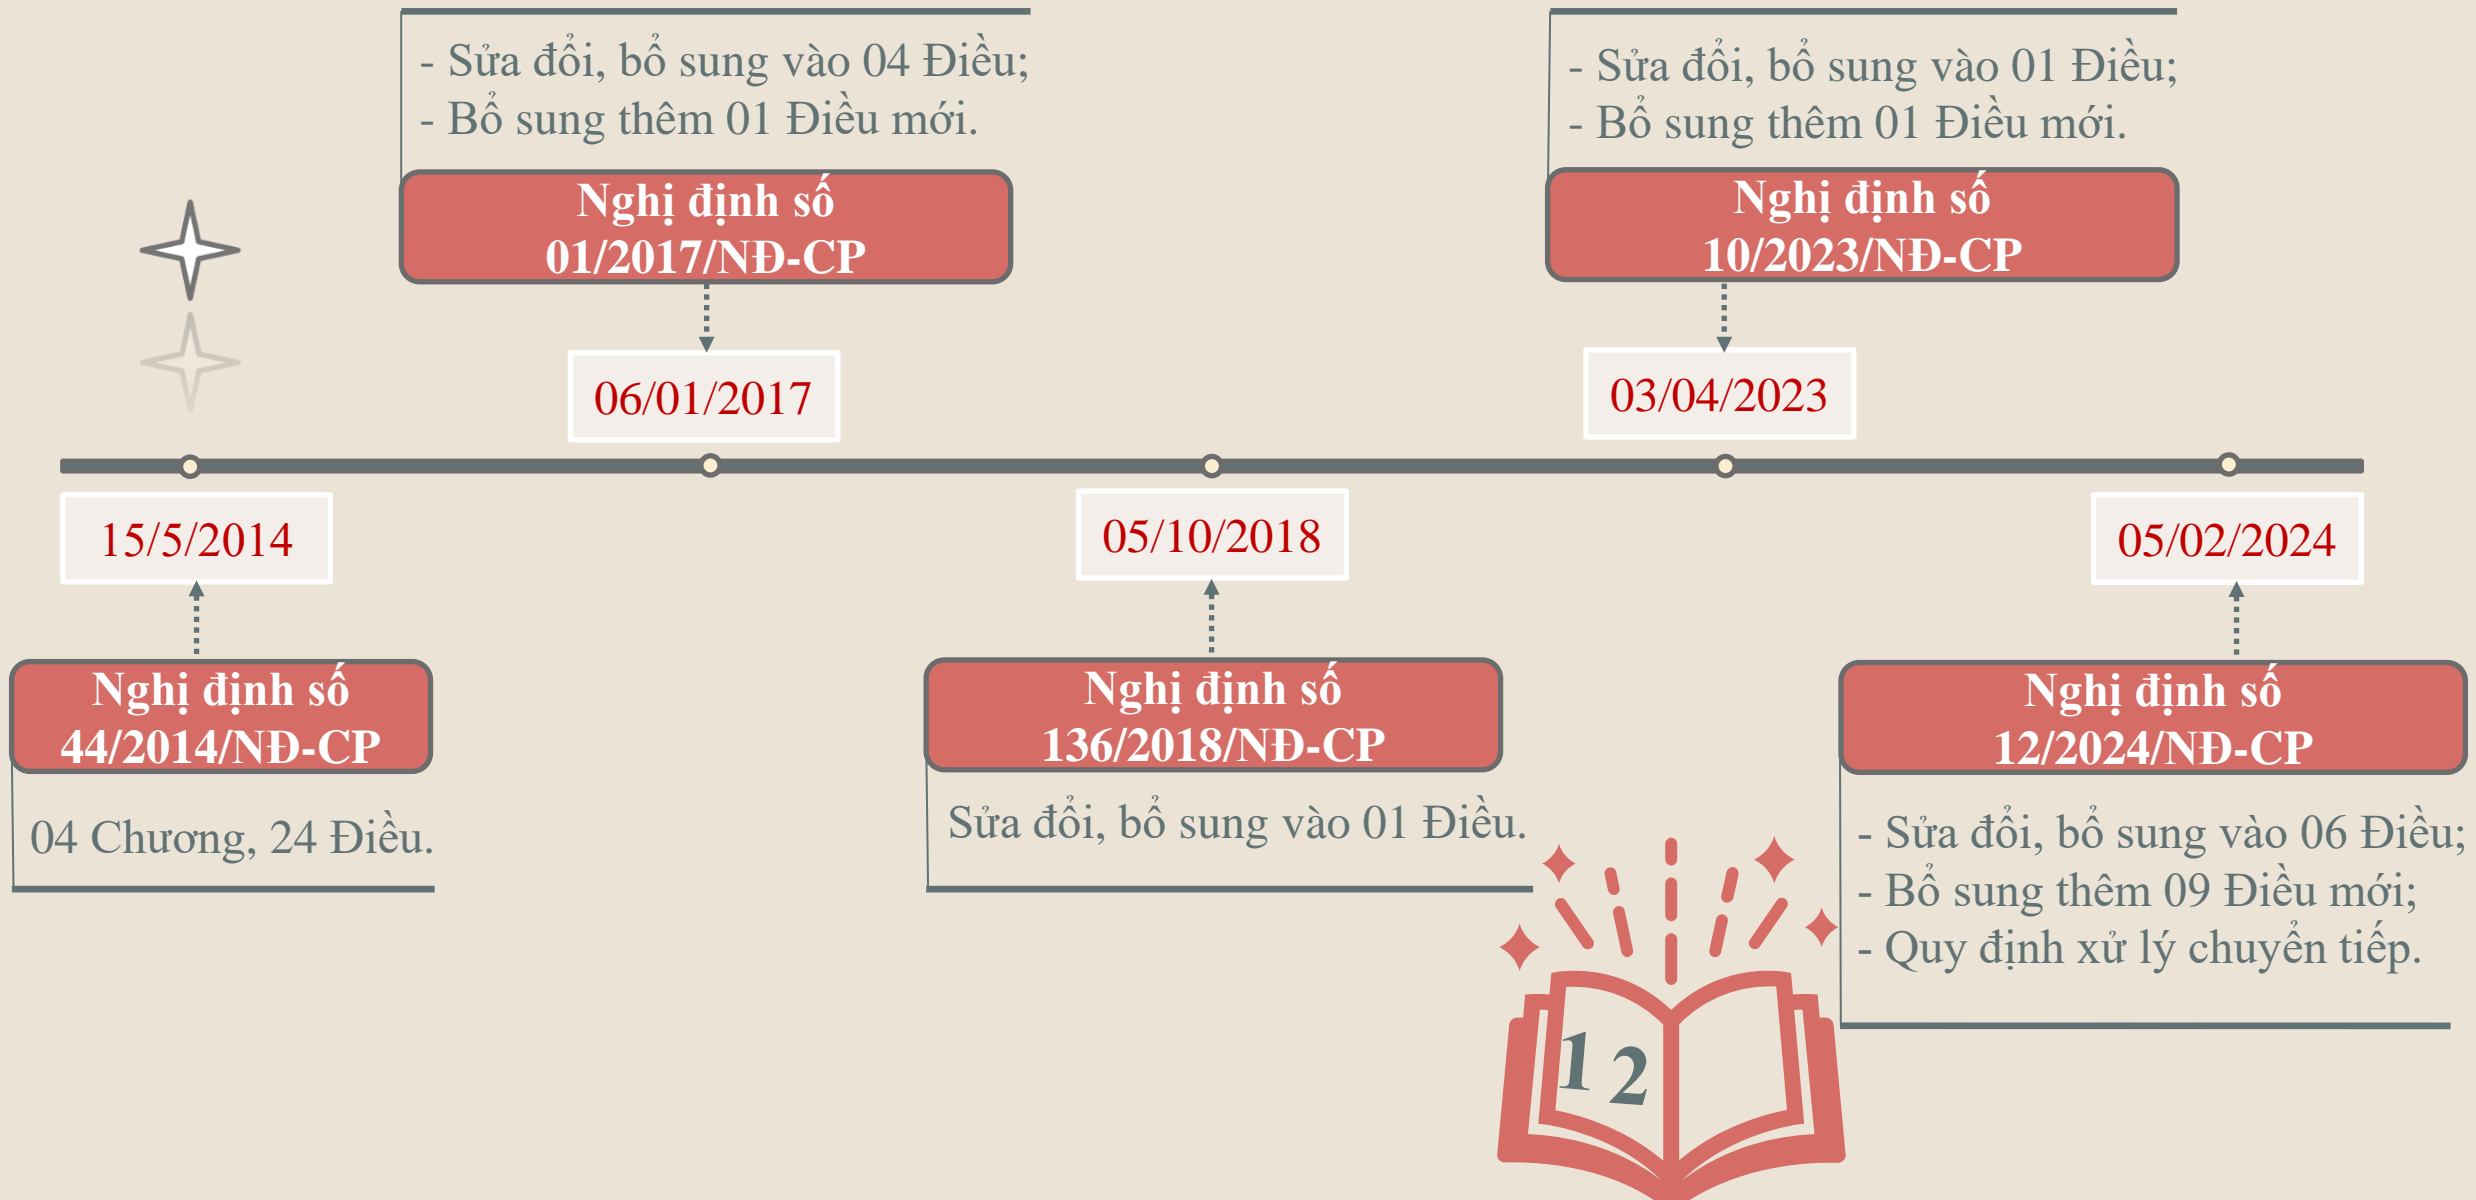 - Sửa đổi, bổ sung vào 04 Điều;
- Bổ sung thêm 01 Điều mới.
Nghị định số
01/2017/NĐ-CP
06/01/2017
- Sửa đổi, bổ sung vào 01 Điều;
- Bổ sung thêm 01 Điều mới.
Nghị định số
10/2023/NĐ-CP
03/04/2023
15/5/2014
Nghị định số
44/2014/NĐ-CP
04 Chương, 24 Điều.
05/10/2018
Nghị định số
136/2018/NĐ-CP
Sửa đổi, bổ sung vào 01 Điều.
05/02/2024
Nghị định số
12/2024/NĐ-CP
- Sửa đổi, bổ sung vào 06 Điều;
- Bổ sung thêm 09 Điều mới;
- Quy định xử lý chuyển tiếp.
1 2